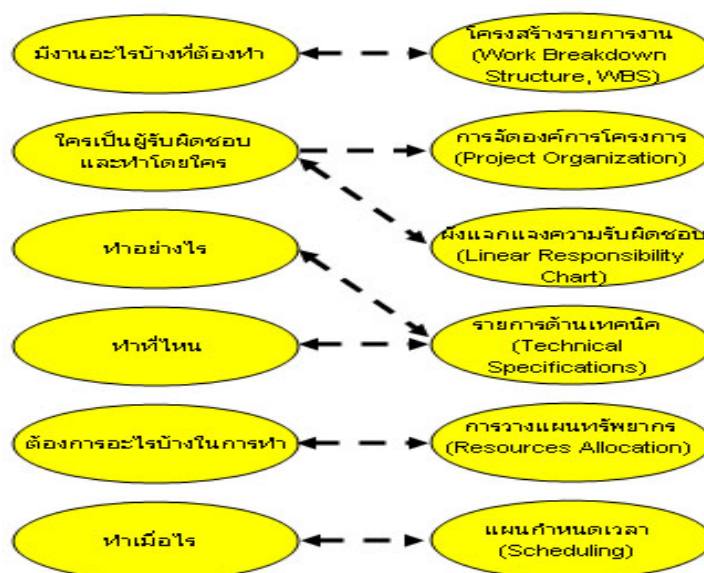 มีงานอะไรบ้างที่ต้องทำ
โครงสร้างรายการงาน
(Work Breakdown
Structure, WBS)
ใครเป็นผู้รับผิดชอบ
และทำโดยใคร
การจัดองค์การโครงการ
(Project Organization)
ทำอย่างไร
ผังแจกแจงความรับผิดชอบ
(Linear Responsibility
Chart)
ทำที่ไหน
รายการด้านเทคนิค
(Technical
Specifications)
ต้องการอะไรบ้างในการทำ
การวางแผนทรัพยากร
(Resources Allocation)
ทำเมื่อไร
แผนกำหนดเวลา
(Scheduling)